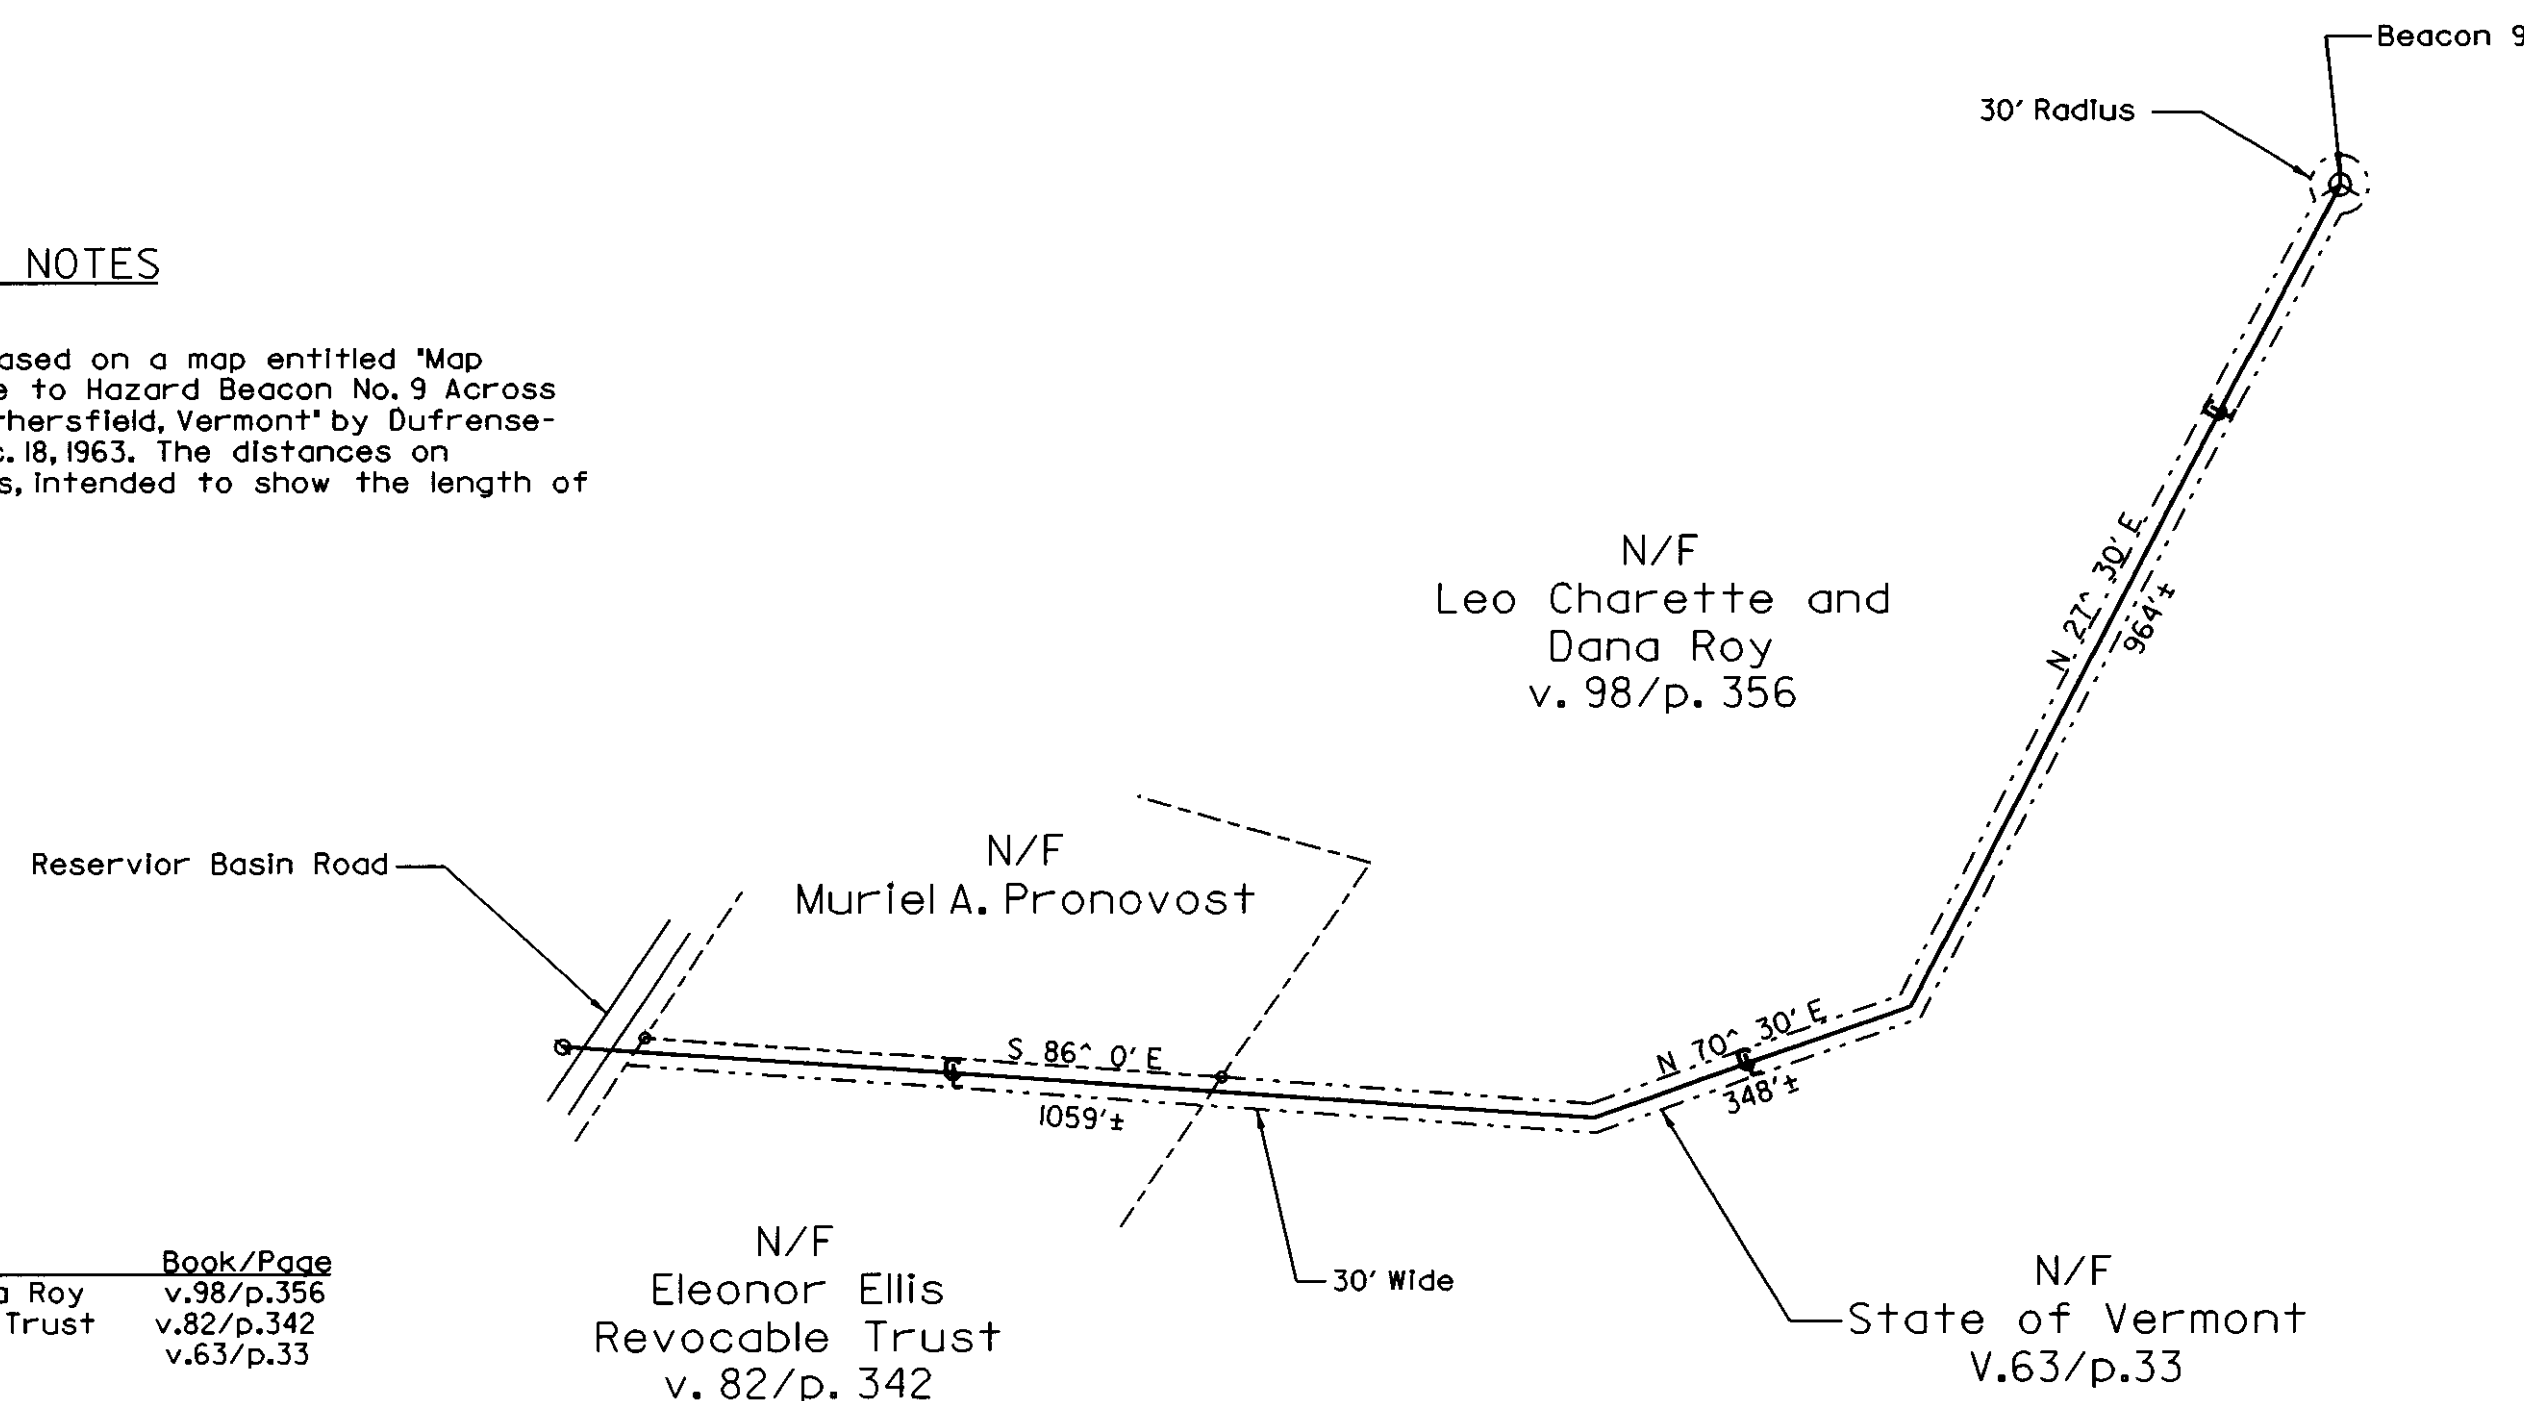 Beacon 9
30' Radius
NOTES
ased on a map entitled "Map
e to Hazard Beacon No. 9 Across
hersfield, Vermont" by Dufrense-
c. 18, 1963. The distances on
s, intended to show the length of
N 27^ 30' E
964'±
N/F
Leo Charette and
Dana Roy
v. 98/p. 356
N/F
Muriel A. Pronovost
Reservior Basin Road
S 86^ 0' E
1059'±
N 70^ 30' E
348'±
30' Wide
N/F
Eleonor Ellis
Revocable Trust
v. 82/p. 342
N/F
State of Vermont
V.63/p.33
Book/Page
a Roy v.98/p.356
Trust v.82/p.342
v.63/p.33